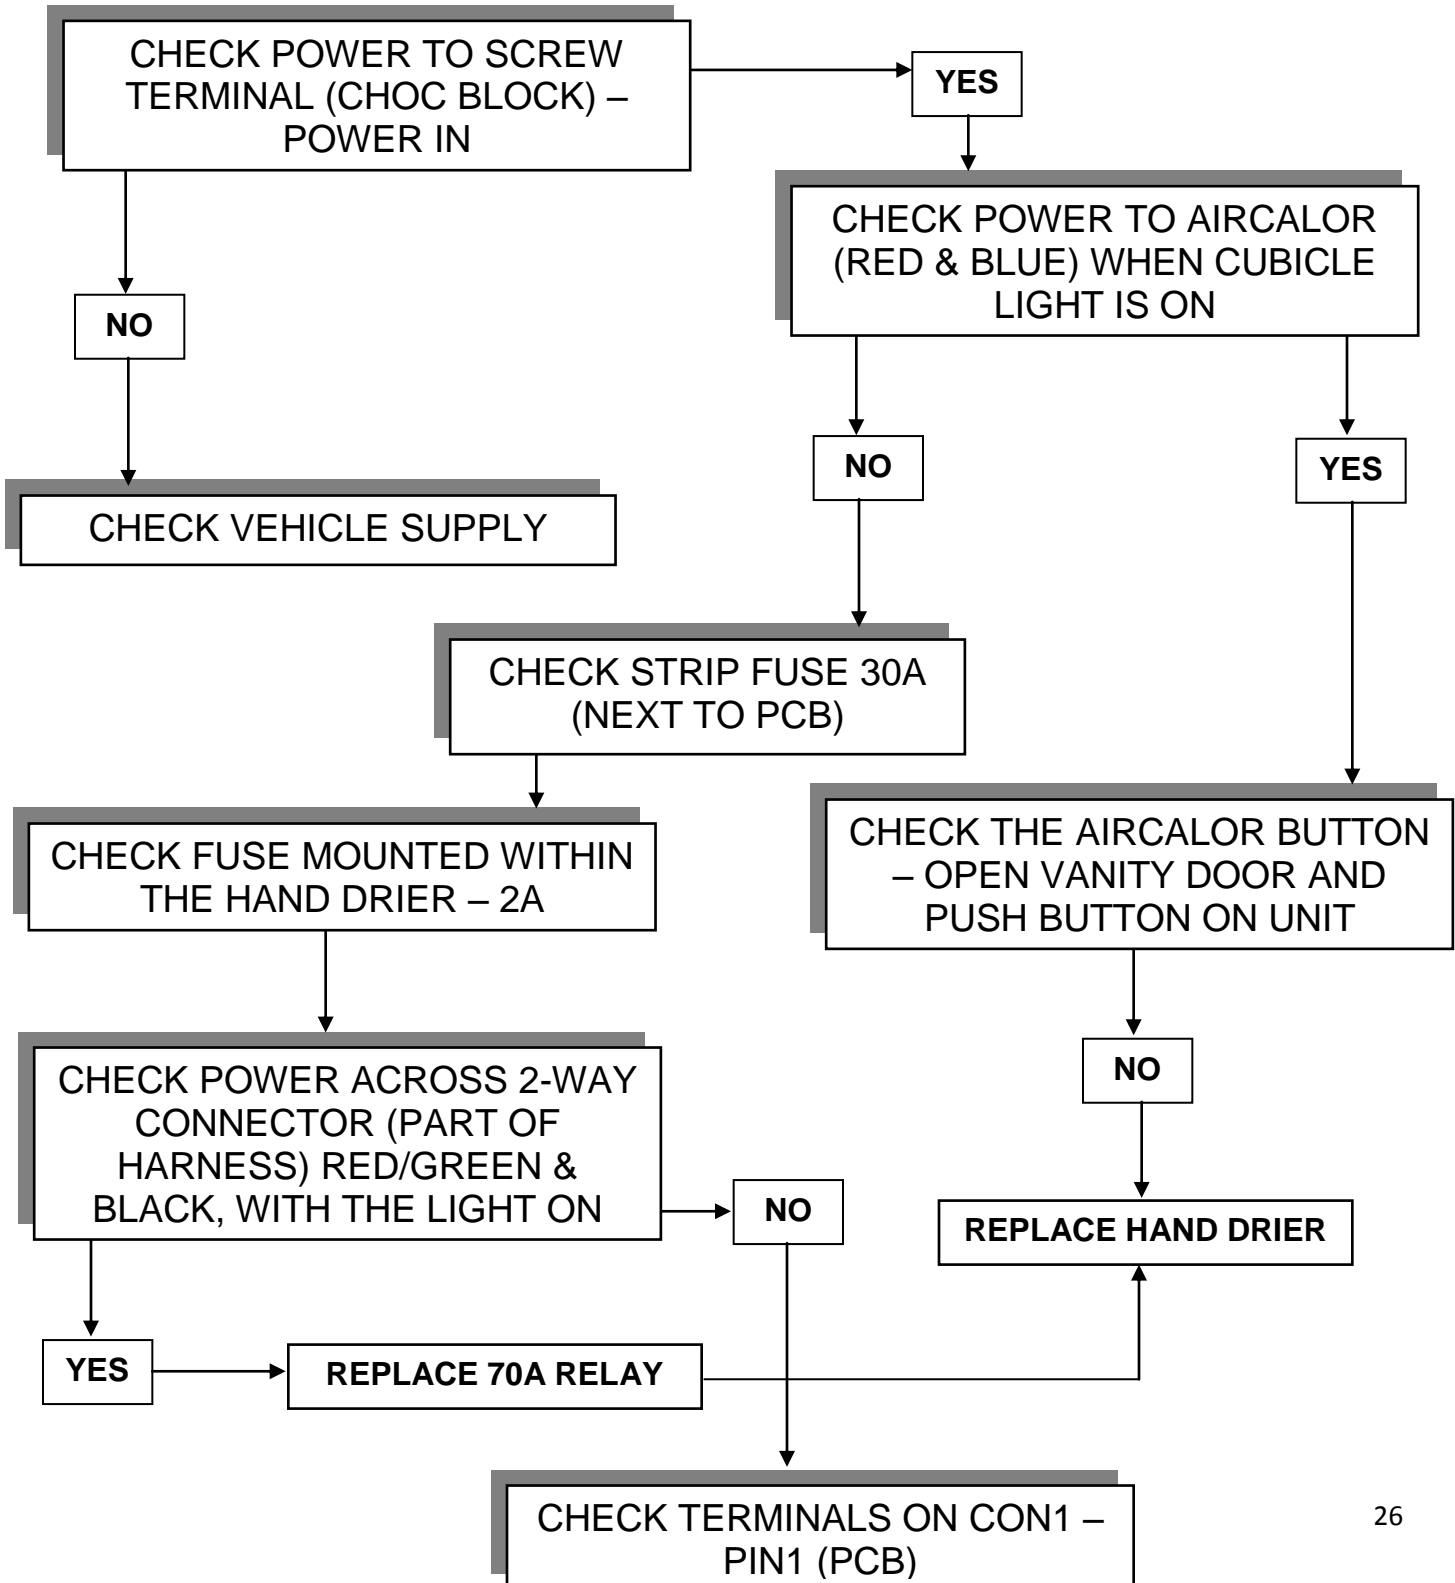 CHECK POWER TO SCREW
TERMINAL (CHOC BLOCK) –
POWER IN
YES
CHECK POWER TO AIRCALOR
(RED & BLUE) WHEN CUBICLE
LIGHT IS ON
NO
NO
YES
CHECK VEHICLE SUPPLY
CHECK STRIP FUSE 30A
(NEXT TO PCB)
CHECK FUSE MOUNTED WITHIN
THE HAND DRIER – 2A
CHECK THE AIRCALOR BUTTON
– OPEN VANITY DOOR AND
PUSH BUTTON ON UNIT
NO
CHECK POWER ACROSS 2-WAY
CONNECTOR (PART OF
HARNESS) RED/GREEN &
BLACK, WITH THE LIGHT ON
NO
REPLACE HAND DRIER
YES
REPLACE 70A RELAY
CHECK TERMINALS ON CON1 –
PIN1 (PCB)
26